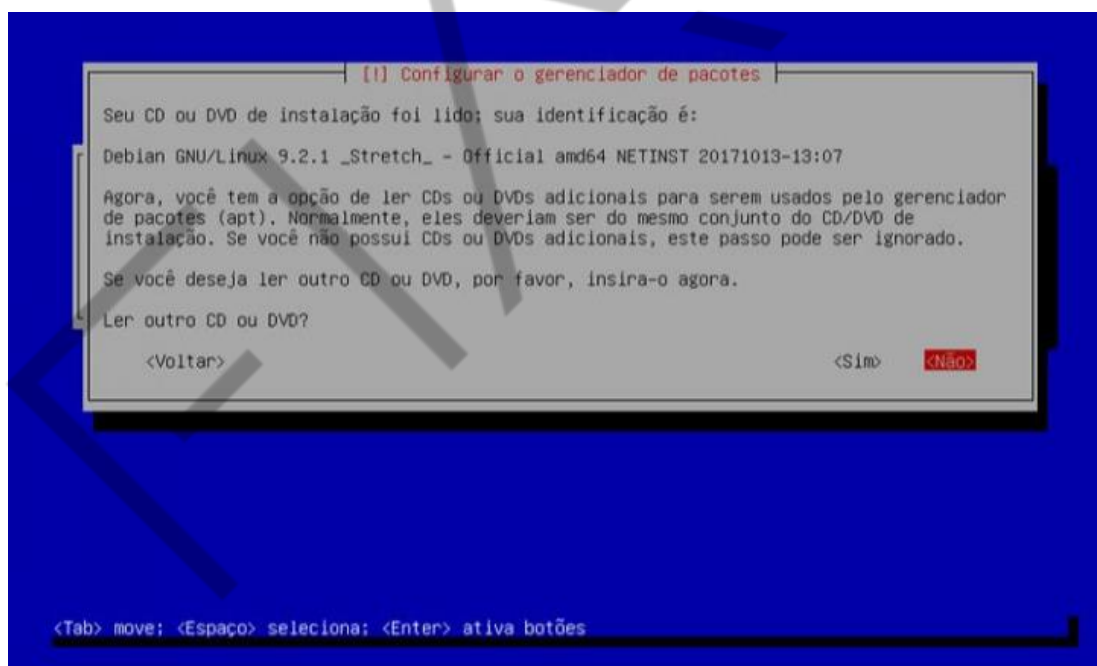 [!] Configurar o gerenciador de pacotes
Seu CD ou DVD de instalação foi lido; sua identificação é:
Debian GNU/Linux 9.2.1 _Stretch_ - Official amd64 NETINST 20171013-13:07
Agora, você tem a opção de ler CDs ou DVDs adicionais para serem usados pelo gerenciador
de pacotes (apt). Normalmente, eles deveriam ser do mesmo conjunto do CD/DVD de
instalação. Se você não possui CDs ou DVDs adicionais, este passo pode ser ignorado.
Se você deseja ler outro CD ou DVD, por favor, insira-o agora.
Ler outro CD ou DVD?
<Voltar> <Sim> <Não>
<Tab> move; <Espaço> seleciona; <Enter> ativa botões